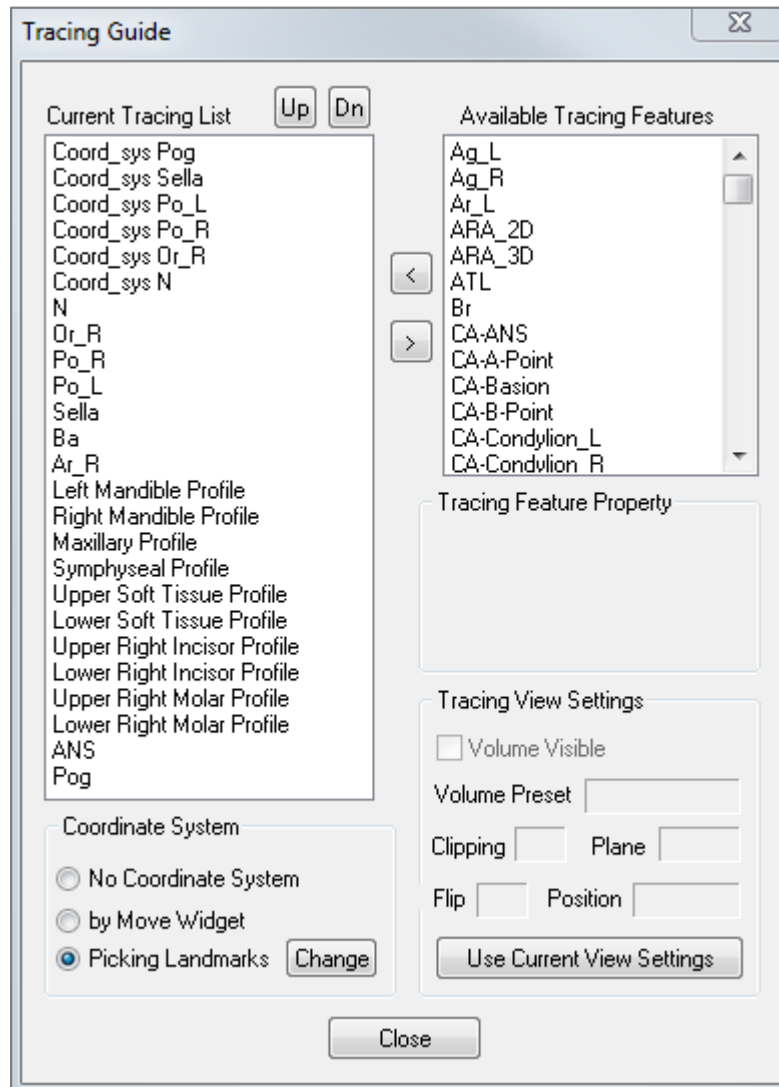 Tracing Guide
Current Tracing List
Up
Dn
Coord_sys Pog
Coord_sys Sella
Coord_sys Po_L
Coord_sys Po_R
Coord_sys Or_R
Coord_sys N
N
Or_R
Po_R
Po_L
Sella
Ba
Ar_R
Left Mandible Profile
Right Mandible Profile
Maxillary Profile
Symphyseal Profile
Upper Soft Tissue Profile
Lower Soft Tissue Profile
Upper Right Incisor Profile
Lower Right Incisor Profile
Upper Right Molar Profile
Lower Right Molar Profile
ANS
Pog
<
>
Available Tracing Features
Ag_L
Ag_R
Ar_L
ARA_2D
ARA_3D
ATL
Br
CA-ANS
CA-A-Point
CA-Basion
CA-B-Point
CA-Condylion_L
CA-Condylion_R
Tracing Feature Property
Tracing View Settings
Volume Visible
Volume Preset
Clipping Plane
Flip Position
Use Current View Settings
Coordinate System
No Coordinate System
by Move Widget
Picking Landmarks Change
Close